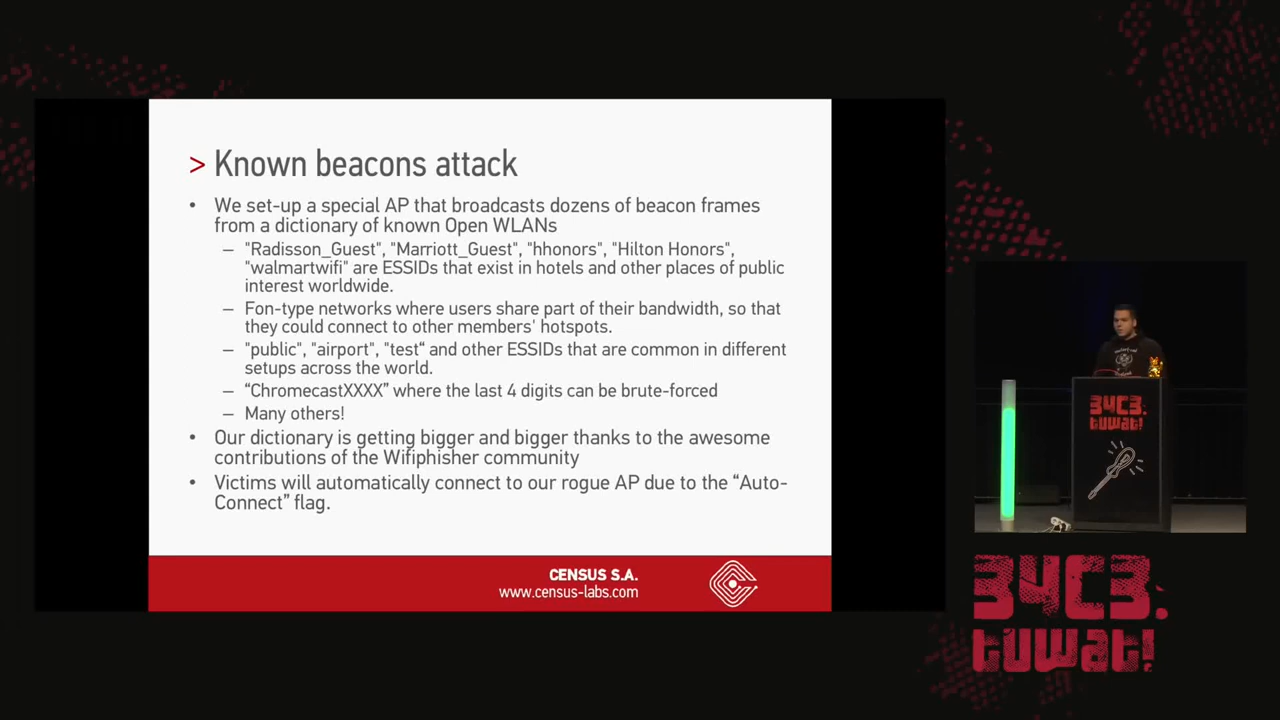 > Known beacons attack
• We set-up a special AP that broadcasts dozens of beacon frames
from a dictionary of known Open WLANs
– "Radisson_Guest", "Marriott_Guest", "hhonors", "Hilton Honors",
"walmartwifi" are ESSIDs that exist in hotels and other places of public
interest worldwide.
– Fon-type networks where users share part of their bandwidth, so that
they could connect to other members' hotspots.
– "public", "airport", "test“ and other ESSIDs that are common in different
setups across the world.
– “ChromecastXXXX” where the last 4 digits can be brute-forced
– Many others!
• Our dictionary is getting bigger and bigger thanks to the awesome
contributions of the Wifiphisher community
• Victims will automatically connect to our rogue AP due to the “Auto-
Connect” flag.
CENSUS S.A.
www.census-labs.com
34C3.
tuwat!
34C3.
tuwat!